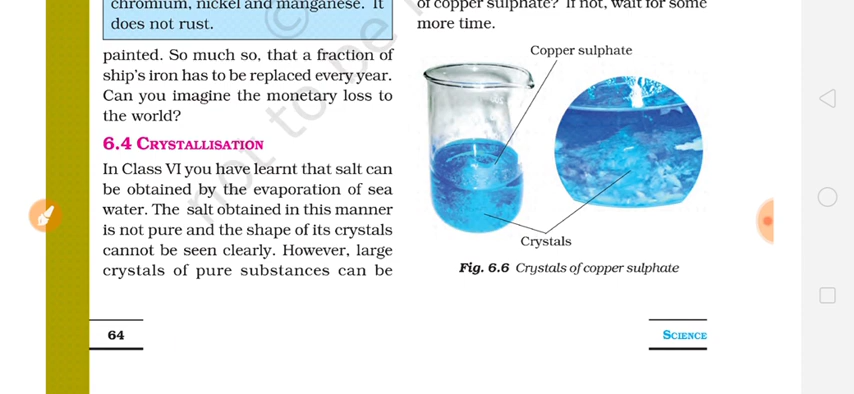 chromium, nickel and manganese. It
does not rust.
painted. So much so, that a fraction of
ship's iron has to be replaced every year.
Can you imagine the monetary loss to
the world?
6.4 CRYSTALLISATION
In Class VI you have learnt that salt can
be obtained by the evaporation of sea
water. The salt obtained in this manner
is not pure and the shape of its crystals
cannot be seen clearly. However, large
crystals of pure substances can be
of copper sulphate? If not, wait for some
more time.
Copper sulphate
Crystals
Fig. 6.6 Crystals of copper sulphate
not to be
©
64
SCIENCE